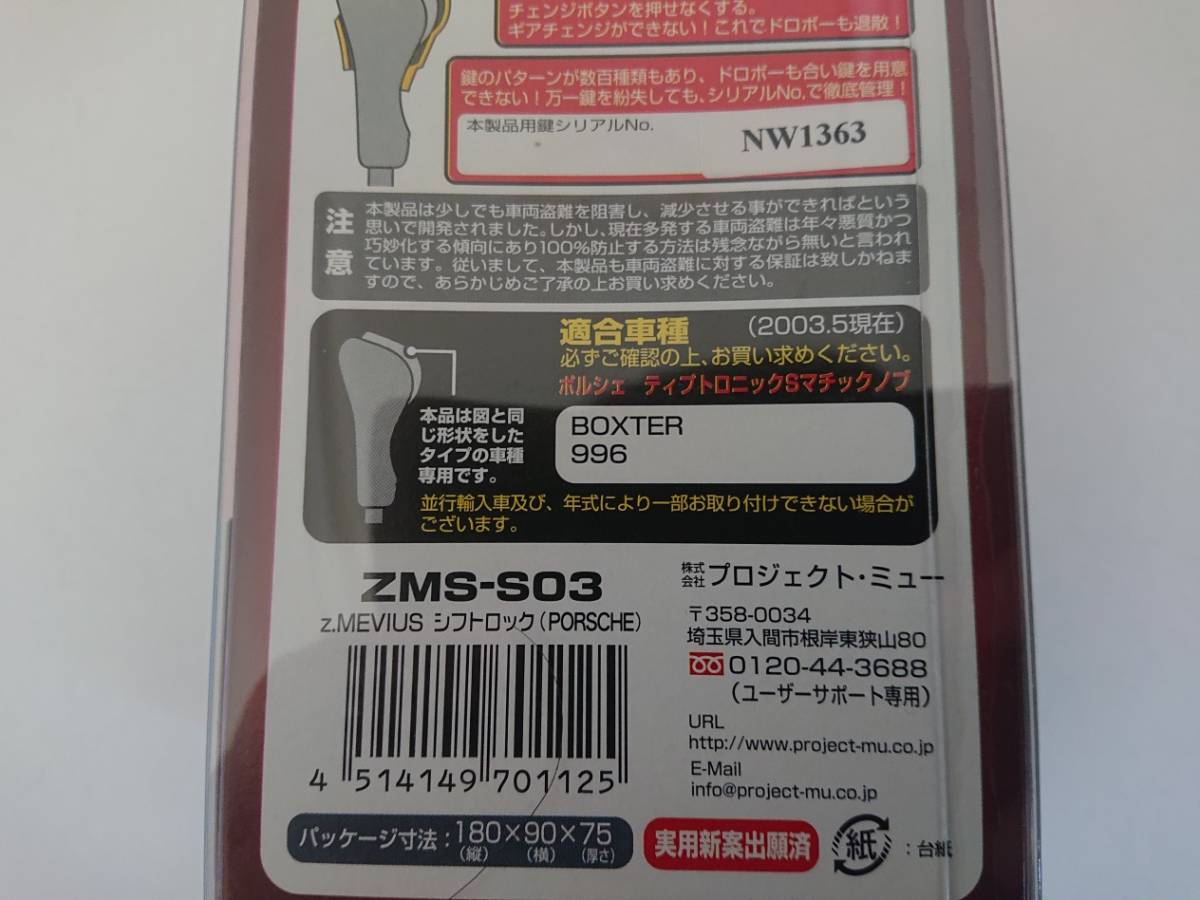 チェンジボタンを押せなくする。
ギアチェンジができない！これでドロボーも退散！
鍵のパターンが数百種類もあり、ドロボーも合い鍵を用意
できない！万一鍵を紛失しても、シリアルNo.で徹底管理！
本製品用鍵シリアルNo.
NW1363
注意
本製品は少しでも車両盗難を阻害し、減少させる事ができればという
思いで開発されました。しかし、現在多発する車両盗難は年々悪質かつ
巧妙化する傾向にあり100%防止する方法は残念ながら無いと言われ
ています。従いまして、本製品も車両盗難に対する保証は致しかねま
すので、あらかじめご了承の上お買い求めください。
適合車種 (2003.5現在)
必ずご確認の上、お買い求めください。
ポルシェ ティプトロニックSマチックノブ
BOXTER
996
本品は図と同
じ形状をした
タイプの車種
専用です。
並行輸入車及び、年式により一部お取り付けできない場合が
ございます。
ZMS-S03
z.MEVIUS シフトロック(PORSCHE)
4 514149 701125
株式会社プロジェクト・ミュー
〒358-0034
埼玉県入間市根岸東狭山80
0120-44-3688
(ユーザーサポート専用)
URL
http://www.project-mu.co.jp
E-Mail
info@project-mu.co.jp
パッケージ寸法：180×90×75
(縦) (横) (厚さ)
実用新案出願済
紙
：台紙